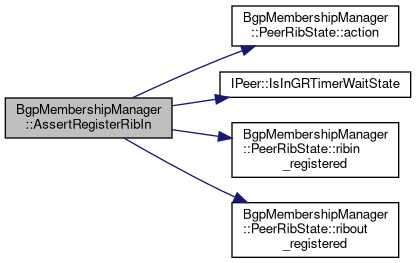 BgpMembershipManager
::AssertRegisterRibIn
BgpMembershipManager
::PeerRibState::action
IPeer::IsInGRTimerWaitState
BgpMembershipManager
::PeerRibState::ribin
_registered
BgpMembershipManager
::PeerRibState::ribout
_registered